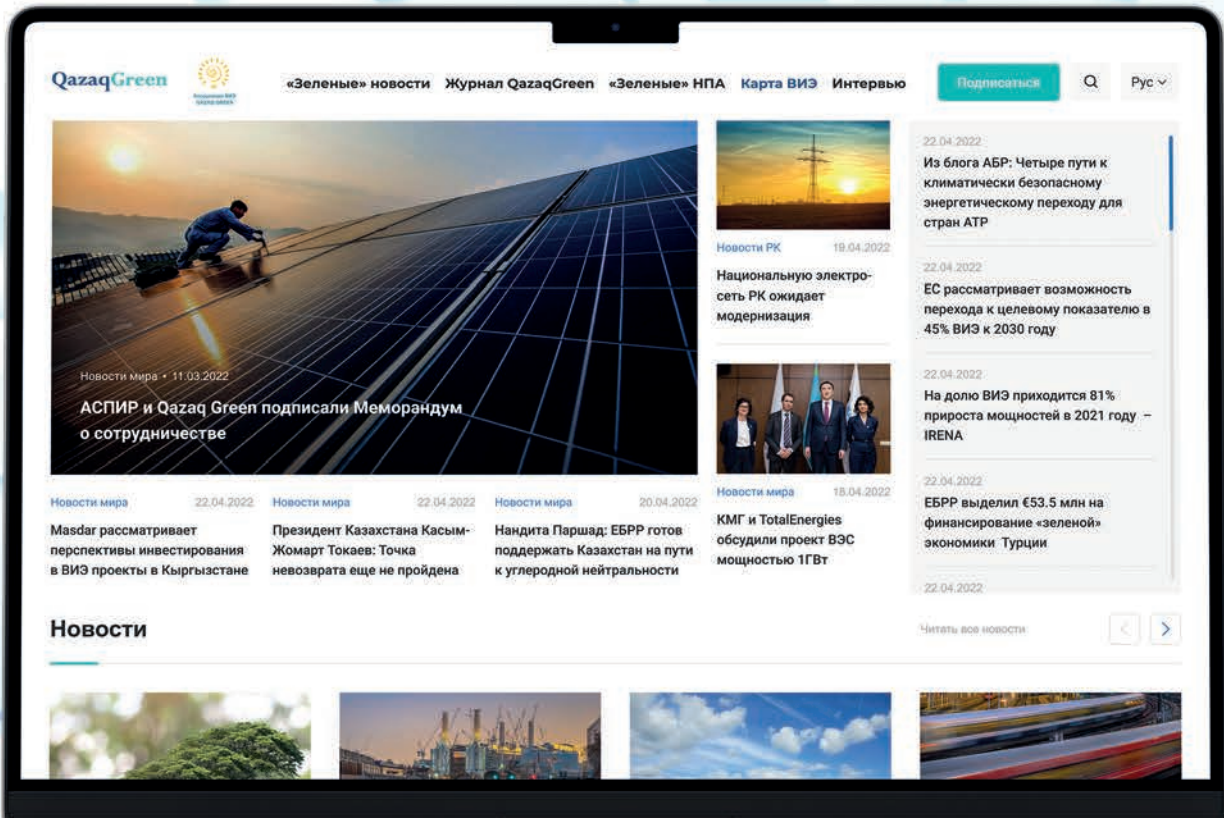 QazaqGreen
Ассоциация ВИЭ
QAZAQ GREEN
«Зеленые» новости Журнал QazaqGreen «Зеленые» НПА Карта ВИЭ Интервью
Подписаться
Рус
Новости мира • 11.03.2022
АСПИР и Qazaq Green подписали Меморандум
о сотрудничестве
Новости мира 22.04.2022
Masdar рассматривает
перспективы инвестирования
в ВИЭ проекты в Кыргызстане
Новости мира 22.04.2022
Президент Казахстана Касым-
Жомарт Токаев: Точка
невозврата еще не пройдена
Новости мира 20.04.2022
Нандита Паршад: ЕБРР готов
поддержать Казахстан на пути
к углеродной нейтральности
Новости РК 19.04.2022
Национальную электро-
сеть РК ожидает
модернизация
Новости мира 18.04.2022
КМГ и TotalEnergies
обсудили проект ВЭС
мощностью 1ГВт
22.04.2022
Из блога АБР: Четыре пути к
климатически безопасному
энергетическому переходу для
стран АТР
22.04.2022
ЕС рассматривает возможность
перехода к целевому показателю в
45% ВИЭ к 2030 году
22.04.2022
На долю ВИЭ приходится 81%
прироста мощностей в 2021 году –
IRENA
22.04.2022
ЕБРР выделил €53.5 млн на
финансирование «зеленой»
экономики Турции
22.04.2022
Новости
Читать все новости